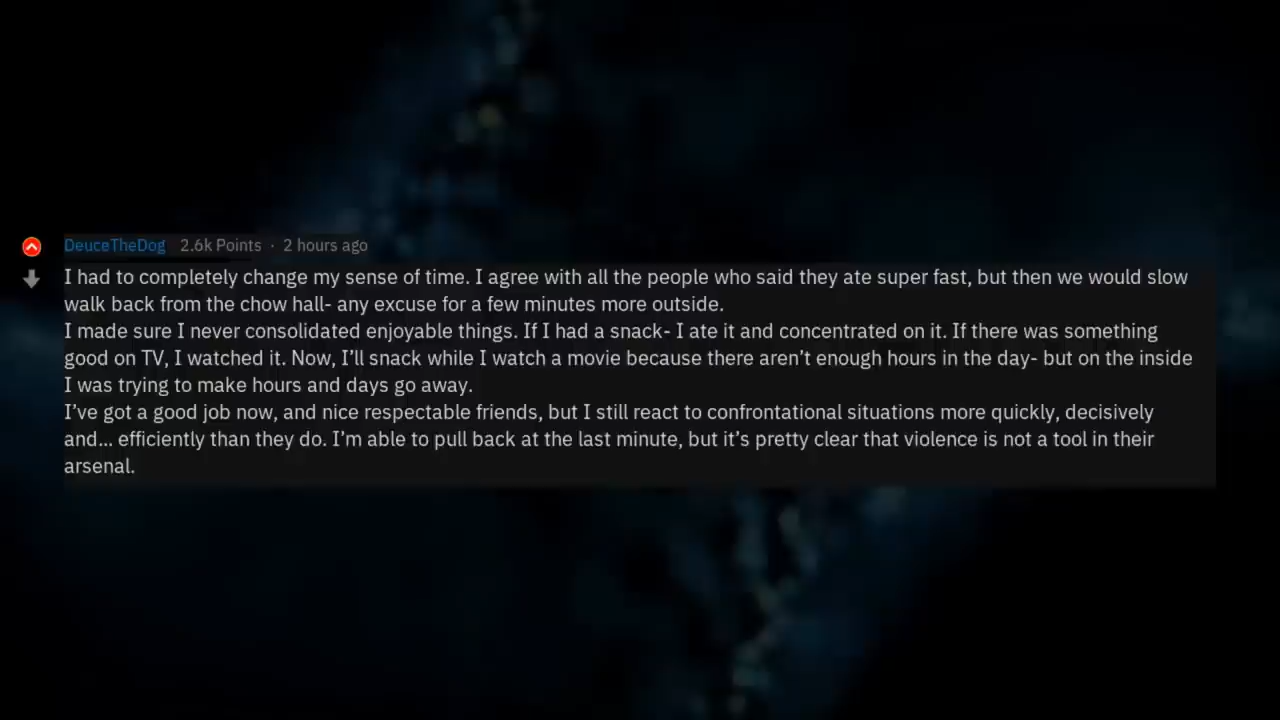 DeuceTheDog 2.6k Points · 2 hours ago
I had to completely change my sense of time. I agree with all the people who said they ate super fast, but then we would slow
walk back from the chow hall- any excuse for a few minutes more outside.
I made sure I never consolidated enjoyable things. If I had a snack- I ate it and concentrated on it. If there was something
good on TV, I watched it. Now, I’ll snack while I watch a movie because there aren’t enough hours in the day- but on the inside
I was trying to make hours and days go away.
I’ve got a good job now, and nice respectable friends, but I still react to confrontational situations more quickly, decisively
and... efficiently than they do. I’m able to pull back at the last minute, but it’s pretty clear that violence is not a tool in their
arsenal.